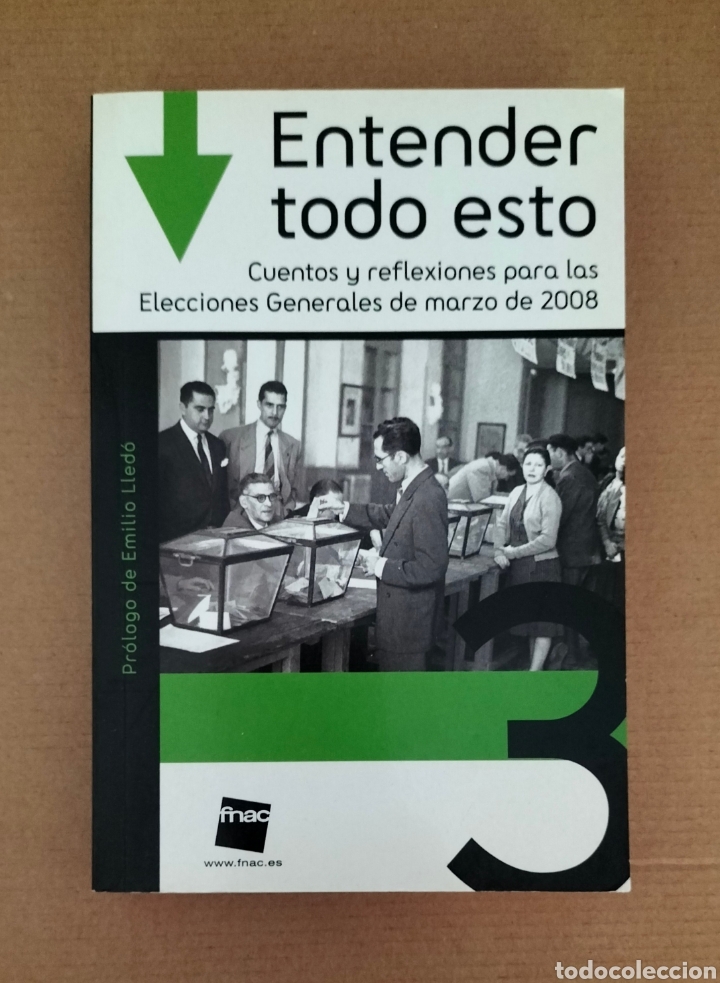 Entender
todo esto
Cuentos y reflexiones para las
Elecciones Generales de marzo de 2008
Prólogo de Emilio Lledó
3
fnac
www.fnac.es
todocoleccion